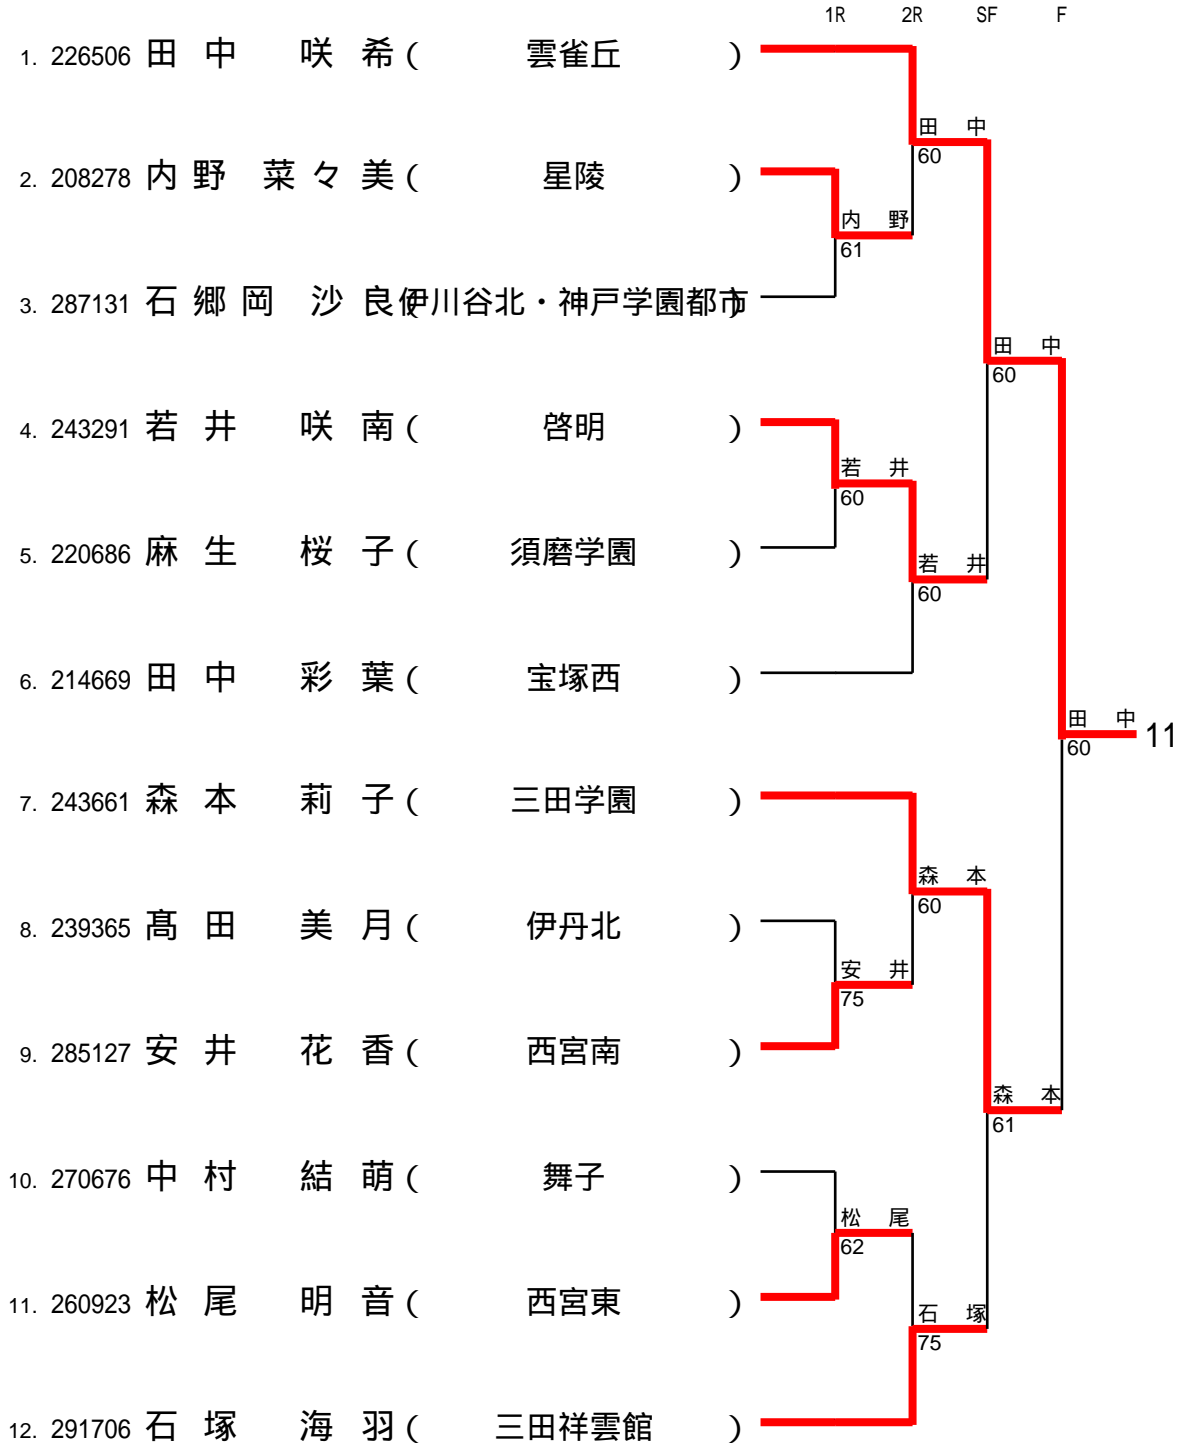 1R 2R SF F
1. 226506 田中 咲希 ( 雲雀丘 )
田中
60
2. 208278 内野 菜々美 ( 星陵 )
内野
61
3. 287131 石郷岡 沙良 ( 伊川谷北・神戸学園都市 )
田中
60
4. 243291 若井 咲南 ( 啓明 )
若井
60
5. 220686 麻生 桜子 ( 須磨学園 )
若井
60
6. 214669 田中 彩葉 ( 宝塚西 )
田中
60
11
7. 243661 森本 莉子 ( 三田学園 )
森本
60
8. 239365 髙田 美月 ( 伊丹北 )
安井
75
9. 285127 安井 花香 ( 西宮南 )
森本
61
10. 270676 中村 結萌 ( 舞子 )
松尾
62
11. 260923 松尾 明音 ( 西宮東 )
石塚
75
12. 291706 石塚 海羽 ( 三田祥雲館 )